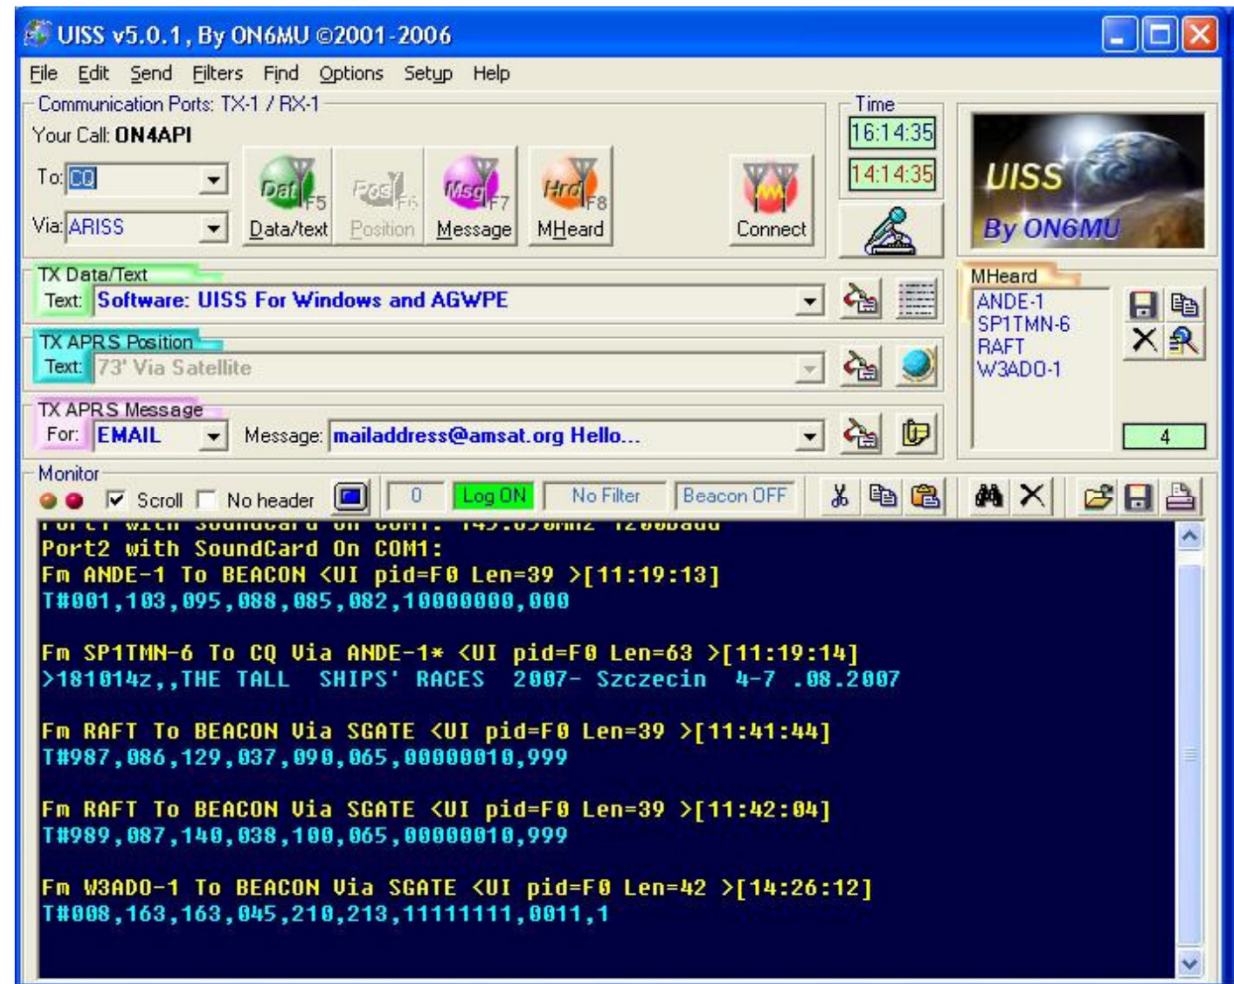 UISS v5.0.1, By ON6MU ©2001-2006
File Edit Send Filters Find Options Setup Help
Communication Ports: TX-1 / RX-1
Your Call: ON4API
To: CQ
Via: ARISS
Dat F5
Data/text
Pos F6
Position
Msg F7
Message
Hrd F8
MHeard
Connect
Time
16:14:35
14:14:35
UISS
By ON6MU
TX Data/Text
Text: Software: UISS For Windows and AGWPE
TX APRS Position
Text: 73' Via Satellite
TX APRS Message
For: EMAIL Message: mailaddress@amsat.org Hello...
MHeard
ANDE-1
SP1TMN-6
RAFT
W3ADO-1
4
Monitor
Scroll No header 0 Log ON No Filter Beacon OFF
Port1 with SoundCard On COM1: 145.890Mhz 1200Baud
Port2 with SoundCard On COM1:
Fm ANDE-1 To BEACON <UI pid=F0 Len=39 >[11:19:13]
T#001,103,095,088,085,082,10000000,000
Fm SP1TMN-6 To CQ Via ANDE-1* <UI pid=F0 Len=63 >[11:19:14]
>181014z,,THE TALL  SHIPS' RACES  2007- Szczecin  4-7 .08.2007
Fm RAFT To BEACON Via SGATE <UI pid=F0 Len=39 >[11:41:44]
T#987,086,129,037,090,065,00000010,999
Fm RAFT To BEACON Via SGATE <UI pid=F0 Len=39 >[11:42:04]
T#989,087,140,038,100,065,00000010,999
Fm W3ADO-1 To BEACON Via SGATE <UI pid=F0 Len=42 >[14:26:12]
T#008,163,163,045,210,213,11111111,0011,1